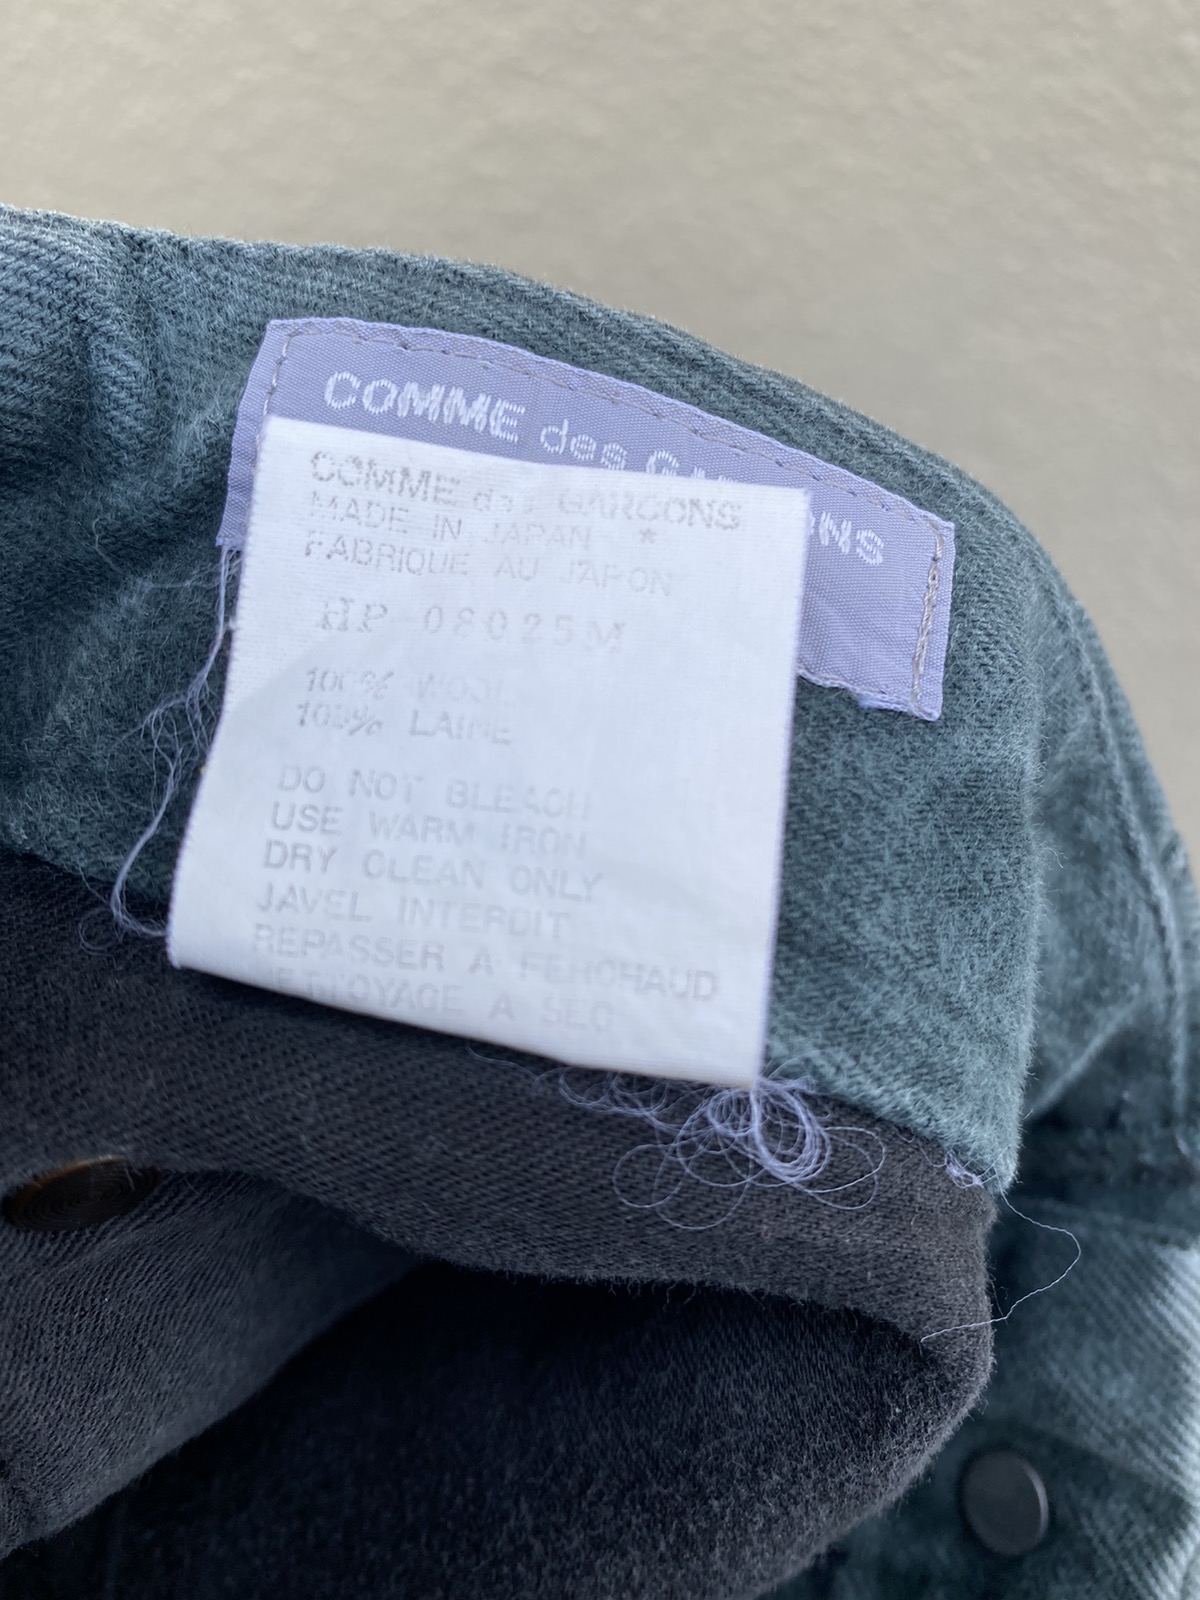 COMME des GARÇONS
COMME des GARCONS
MADE IN JAPAN *
FABRIQUE AU JAPON
HP-08025M
100% WOOL
100% LAINE
DO NOT BLEACH
USE WARM IRON
DRY CLEAN ONLY
JAVEL INTERDIT
REPASSER A FERCHAUD
NETTOYAGE A SEC